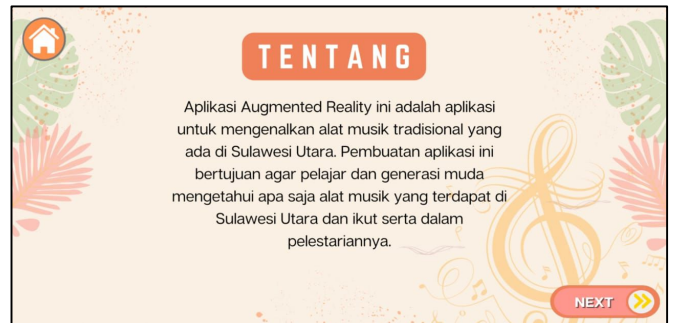 TENTANG
Aplikasi Augmented Reality ini adalah aplikasi
untuk mengenalkan alat musik tradisional yang
ada di Sulawesi Utara. Pembuatan aplikasi ini
bertujuan agar pelajar dan generasi muda
mengetahui apa saja alat musik yang terdapat di
Sulawesi Utara dan ikut serta dalam
pelestariannya.
NEXT